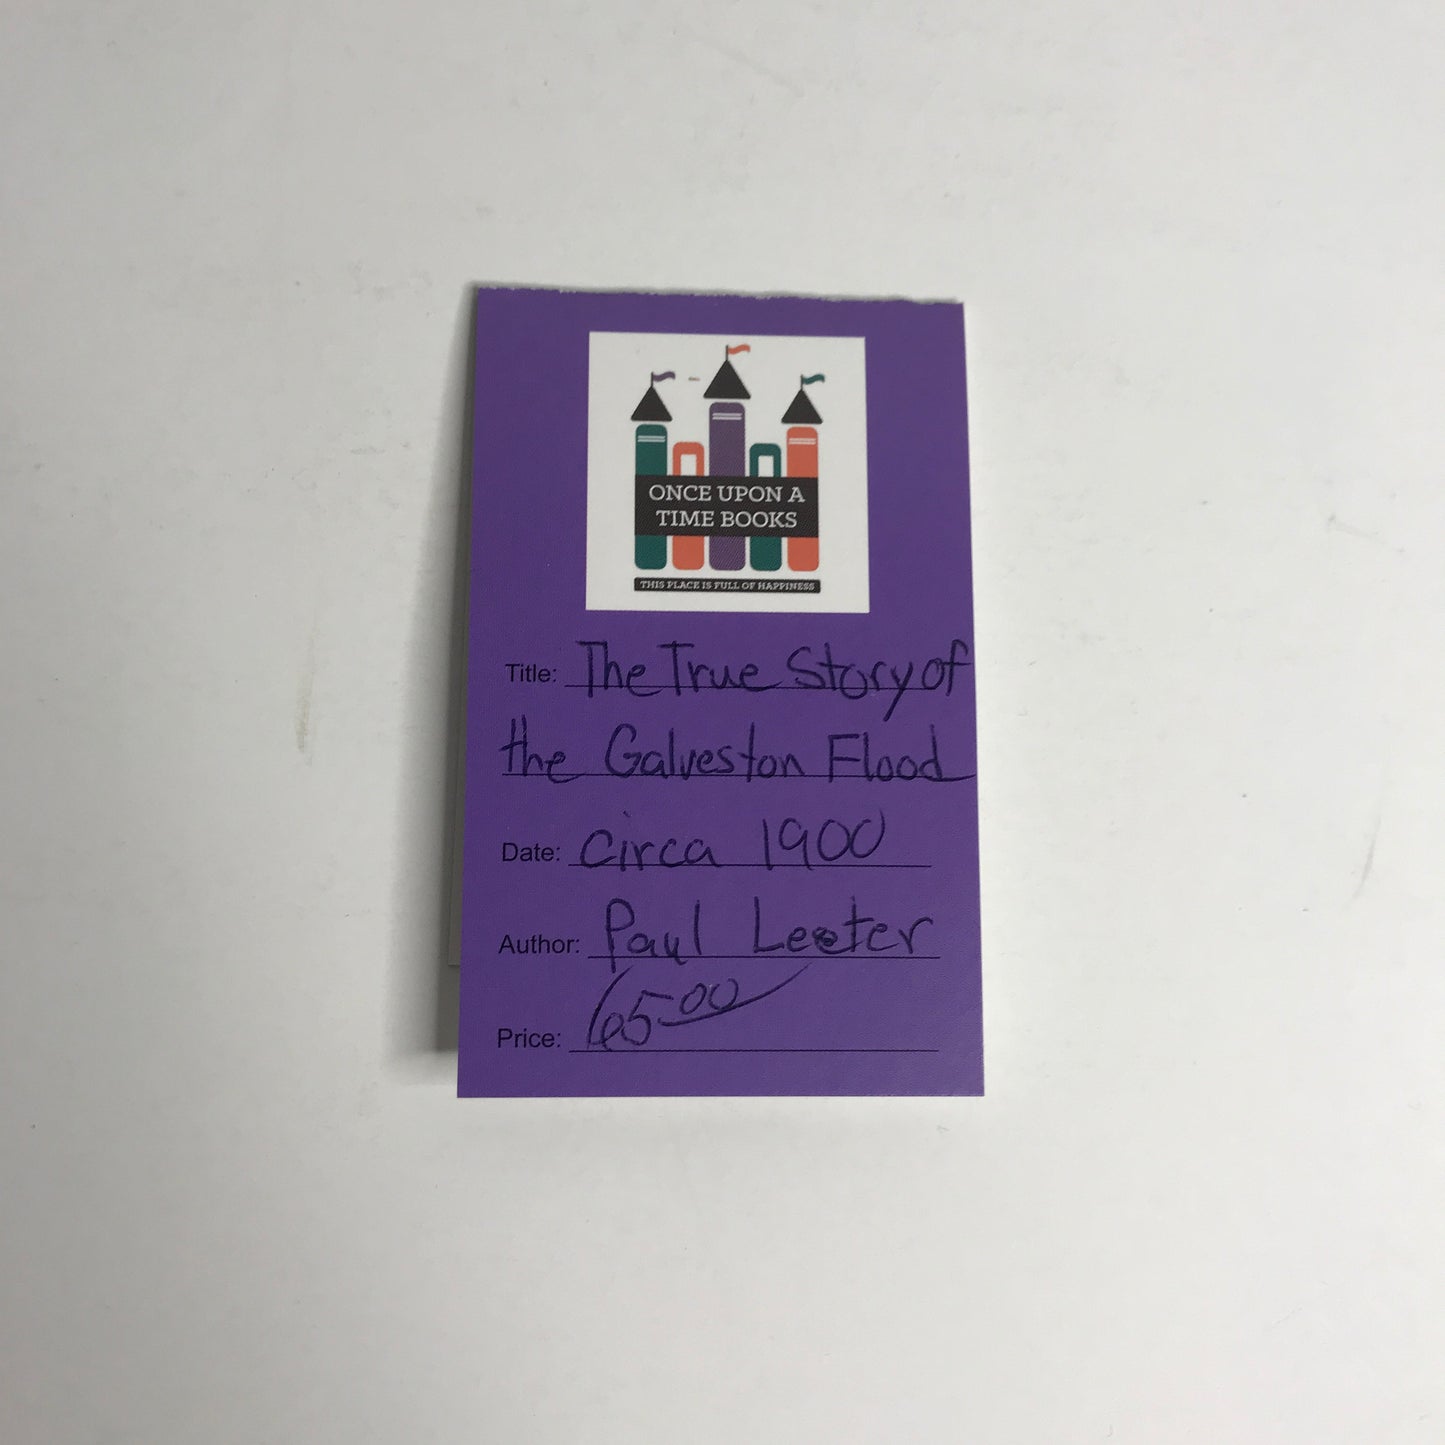 ONCE UPON A
TIME BOOKS
THIS PLACE IS FULL OF HAPPINESS
Title: The True Story of
the Galveston Flood
Date: Circa 1900
Author: Paul Lester
Price: 65.00